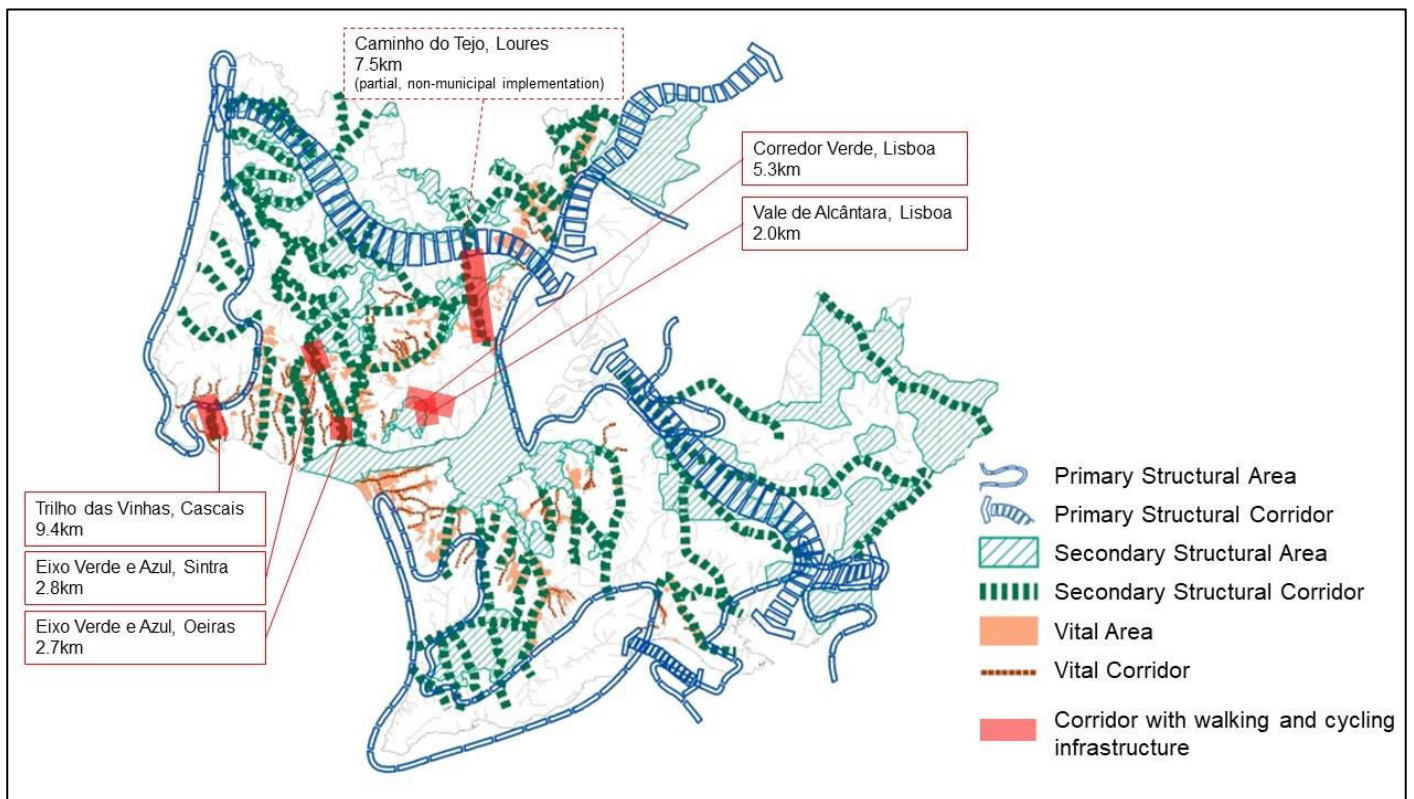 Caminho do Tejo, Loures
7.5km
(partial, non-municipal implementation)
Corredor Verde, Lisboa
5.3km
Vale de Alcântara, Lisboa
2.0km
Trilho das Vinhas, Cascais
9.4km
Eixo Verde e Azul, Sintra
2.8km
Eixo Verde e Azul, Oeiras
2.7km
Primary Structural Area
Primary Structural Corridor
Secondary Structural Area
Secondary Structural Corridor
Vital Area
Vital Corridor
Corridor with walking and cycling
infrastructure